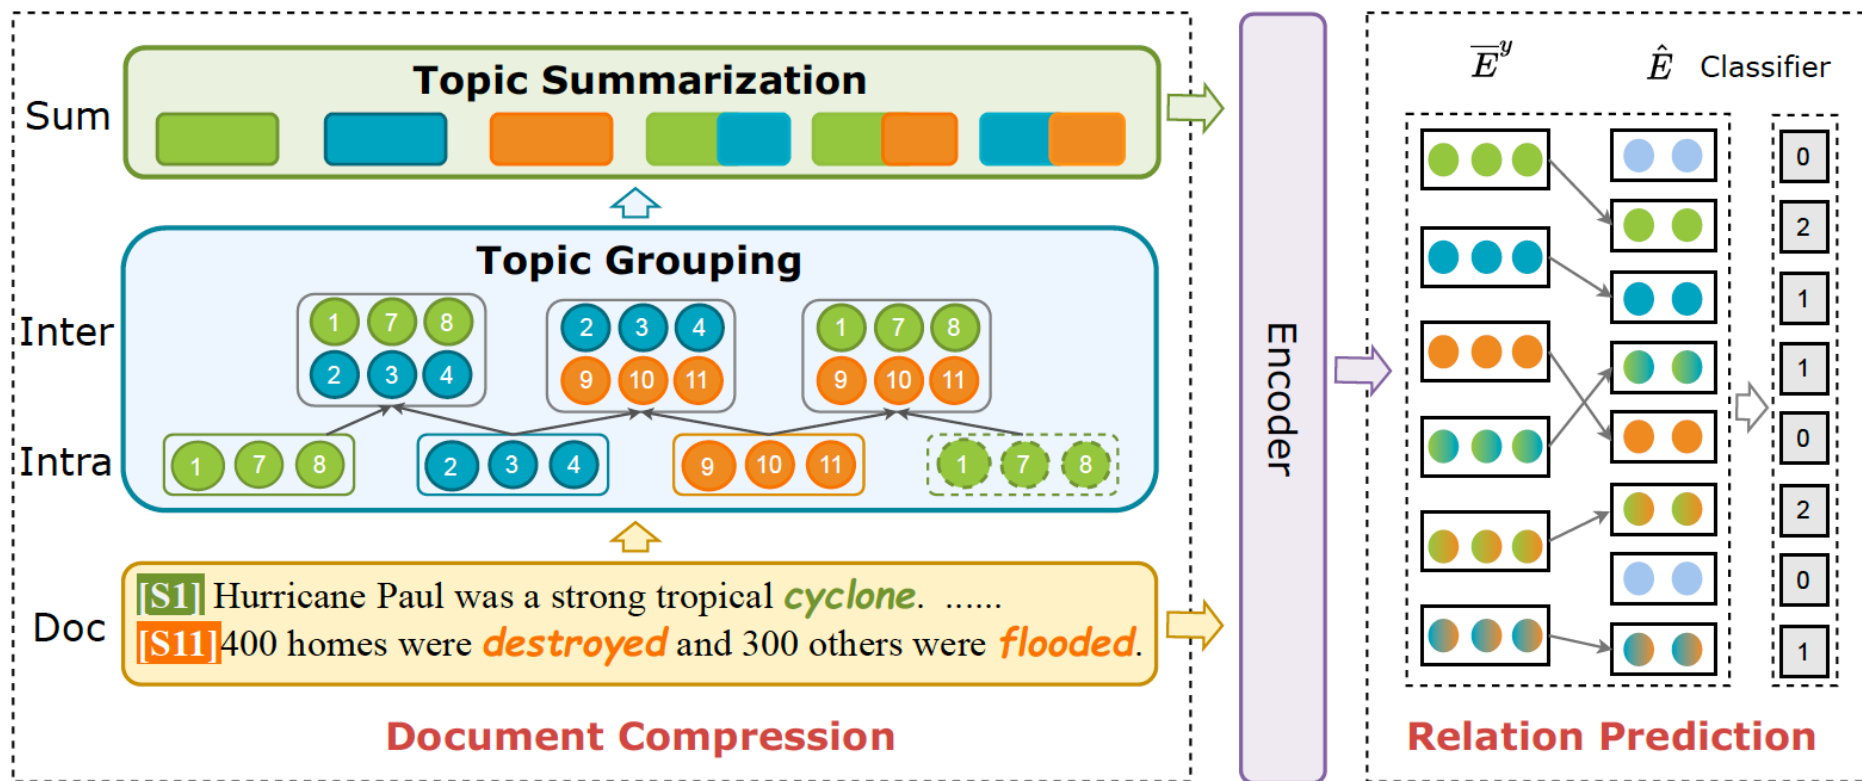 Sum
Topic Summarization
Inter
Topic Grouping
1 7 8
2 3 4
2 3 4
9 10 11
1 7 8
9 10 11
Intra
1 7 8
2 3 4
9 10 11
1 7 8
Doc
[S1] Hurricane Paul was a strong tropical cyclone. ......
[S11] 400 homes were destroyed and 300 others were flooded.
Document Compression
Encoder
E̅ʸ Ê Classifier
0
2
1
1
0
2
0
1
Relation Prediction